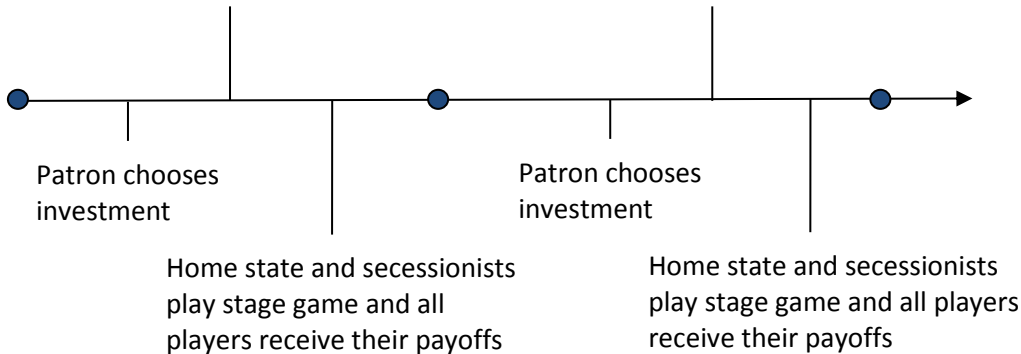 Patron chooses
investment
Home state and secessionists
play stage game and all
players receive their payoffs
Patron chooses
investment
Home state and secessionists
play stage game and all players
receive their payoffs